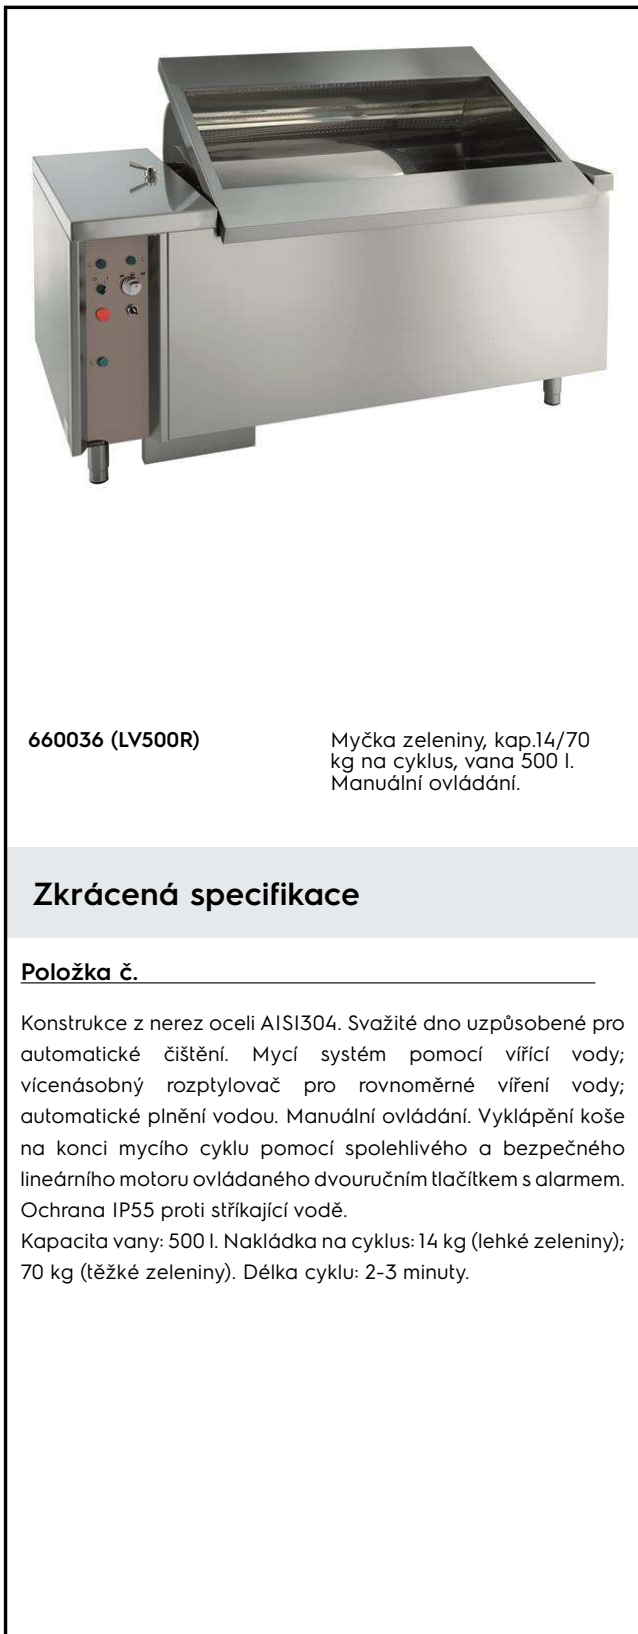 660036 (LV500R)
Myčka zeleniny, kap.14/70
kg na cyklus, vana 500 l.
Manuální ovládání.
Zkrácená specifikace
Položka č.
Konstrukce z nerez oceli AISI304. Svažité dno uzpůsobené pro
automatické čištění. Mycí systém pomocí vířící vody;
vícenásobný rozptylovač pro rovnoměrné víření vody;
automatické plnění vodou. Manuální ovládání. Vyklápění koše
na konci mycího cyklu pomocí spolehlivého a bezpečného
lineárního motoru ovládaného dvouručním tlačítkem s alarmem.
Ochrana IP55 proti stříkající vodě.
Kapacita vany: 500 l. Nakládka na cyklus: 14 kg (lehké zeleniny);
70 kg (těžké zeleniny). Délka cyklu: 2-3 minuty.